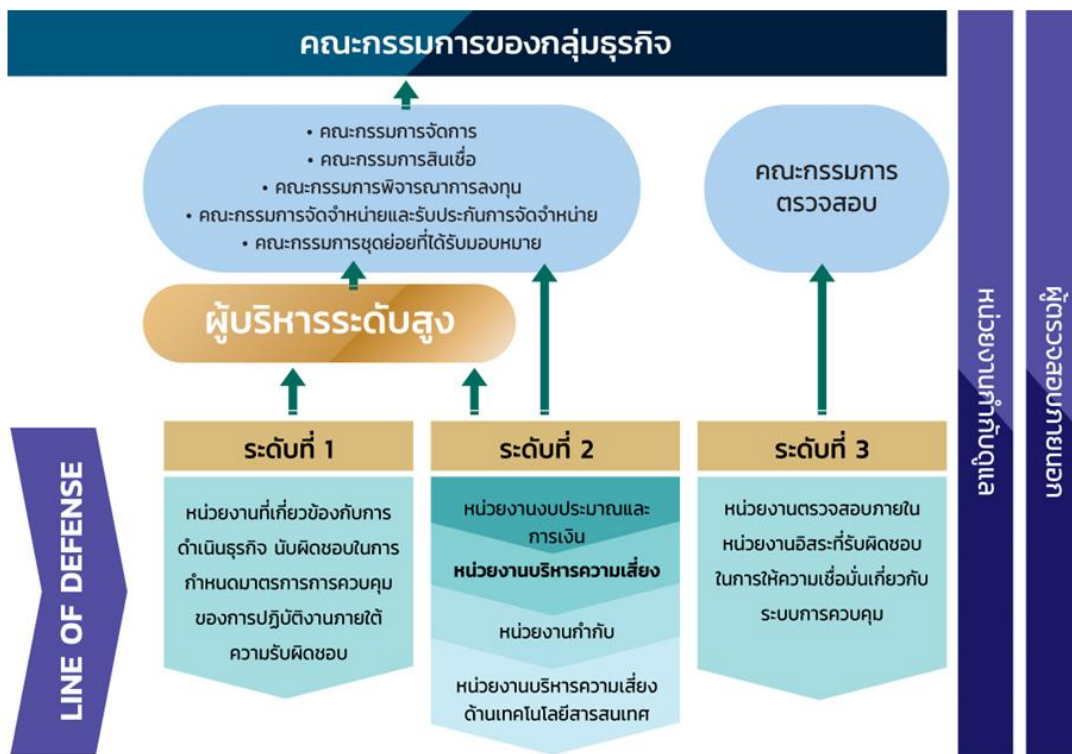 คณะกรรมการของกลุ่มธุรกิจ
• คณะกรรมการจัดการ
• คณะกรรมการสินเชื่อ
• คณะกรรมการพิจารณาการลงทุน
• คณะกรรมการจัดจำหน่ายและรับประกันการจัดจำหน่าย
• คณะกรรมการชุดย่อยที่ได้รับมอบหมาย
คณะกรรมการ
ตรวจสอบ
ผู้บริหารระดับสูง
LINE OF DEFENSE
ระดับที่ 1
หน่วยงานที่เกี่ยวข้องกับการ
ดำเนินธุรกิจ นับผิดชอบในการ
กำหนดมาตรการการควบคุม
ของการปฏิบัติงานภายใต้
ความรับผิดชอบ
ระดับที่ 2
หน่วยงานงบประมาณและ
การเงิน
หน่วยงานบริหารความเสี่ยง
หน่วยงานกำกับ
หน่วยงานบริหารความเสี่ยง
ด้านเทคโนโลยีสารสนเทศ
ระดับที่ 3
หน่วยงานตรวจสอบภายใน
หน่วยงานอิสระที่รับผิดชอบ
ในการให้ความเชื่อมั่นเกี่ยวกับ
ระบบการควบคุม
หน่วยงานกำกับดูแล
ผู้ตรวจสอบภายนอก